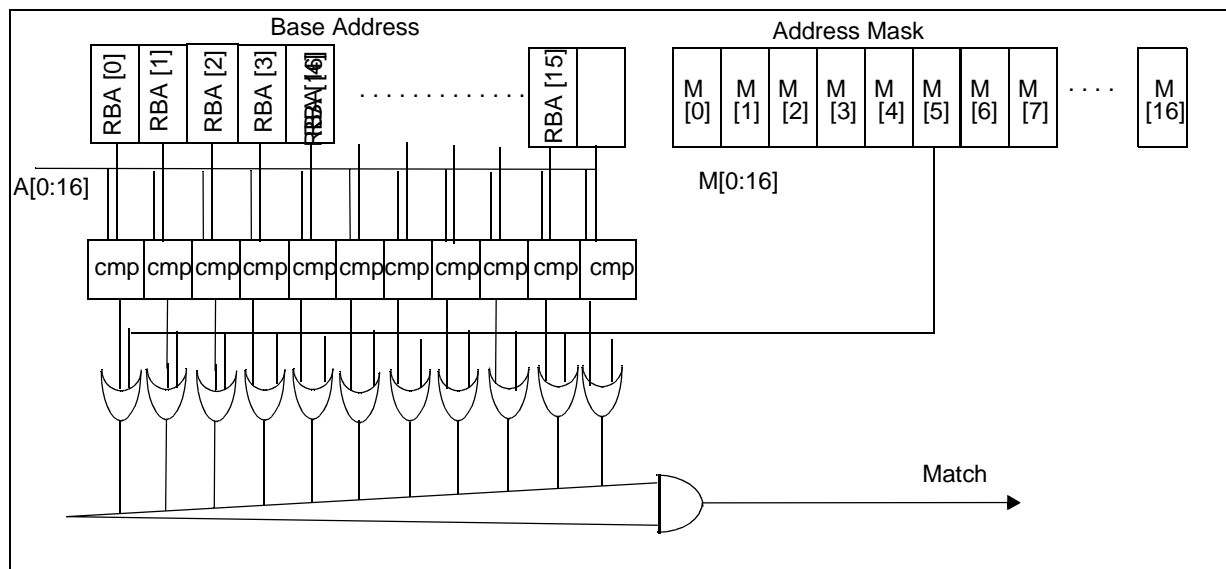 Base Address
Address Mask
RBA [0]
RBA [1]
RBA [2]
RBA [3]
RBA [15]
M [0]
M [1]
M [2]
M [3]
M [4]
M [5]
M [6]
M [7]
M [16]
A[0:16]
M[0:16]
cmp cmp cmp cmp cmp cmp cmp cmp cmp cmp cmp
Match